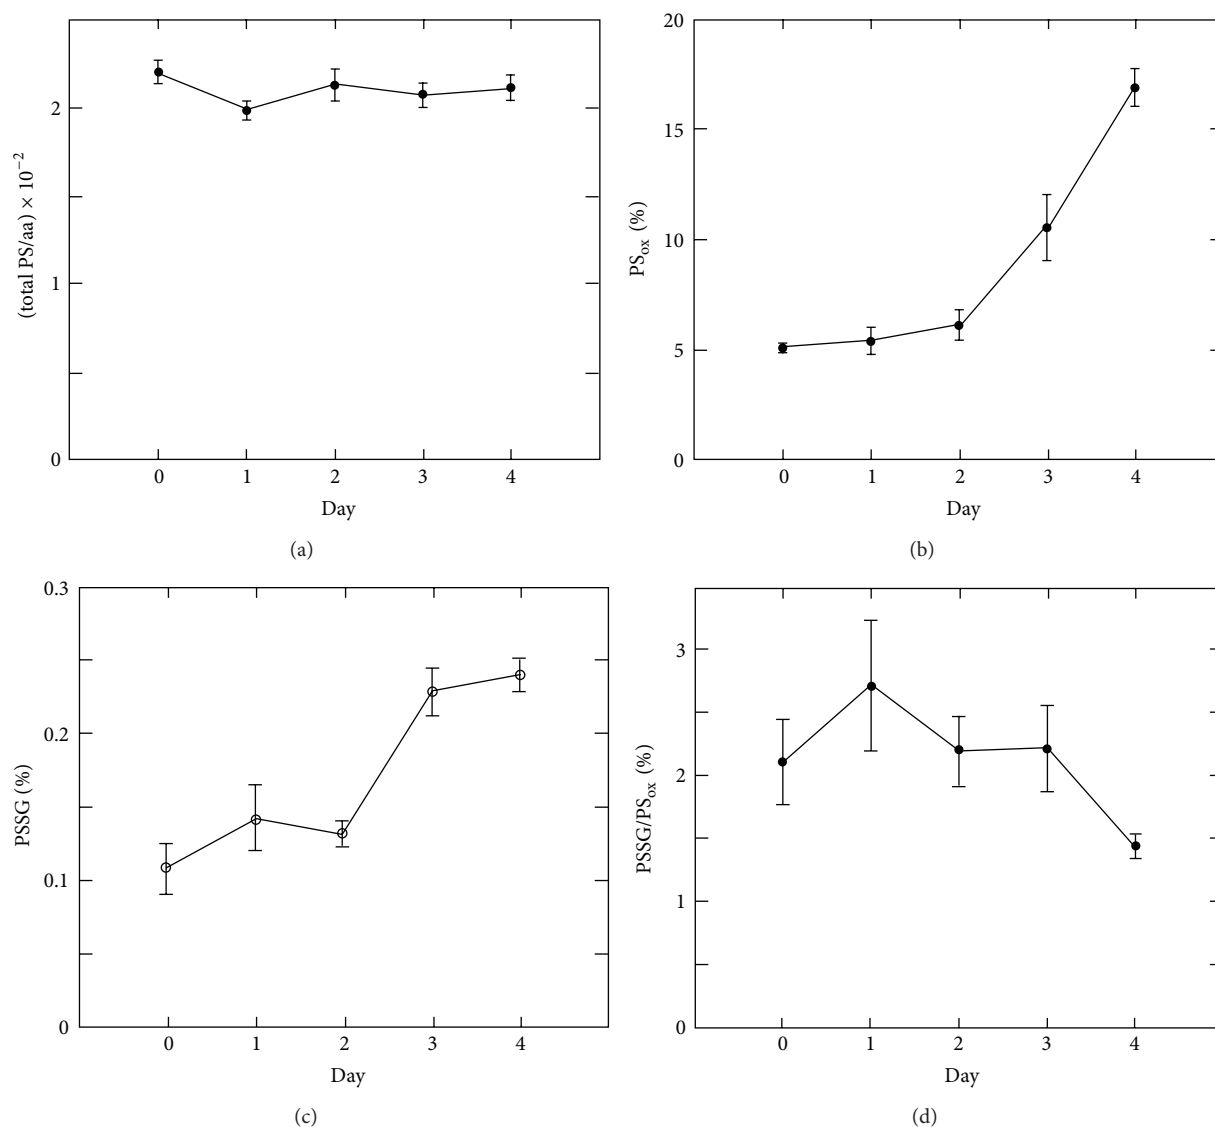 (total PS/aa) × 10⁻²
2
1
0
0 1 2 3 4
Day
(a)
PSₒₓ (%)
20
15
10
5
0
0 1 2 3 4
Day
(b)
PSSG (%)
0.3
0.2
0.1
0
0 1 2 3 4
Day
(c)
PSSG/PSₒₓ (%)
3
2
1
0
0 1 2 3 4
Day
(d)